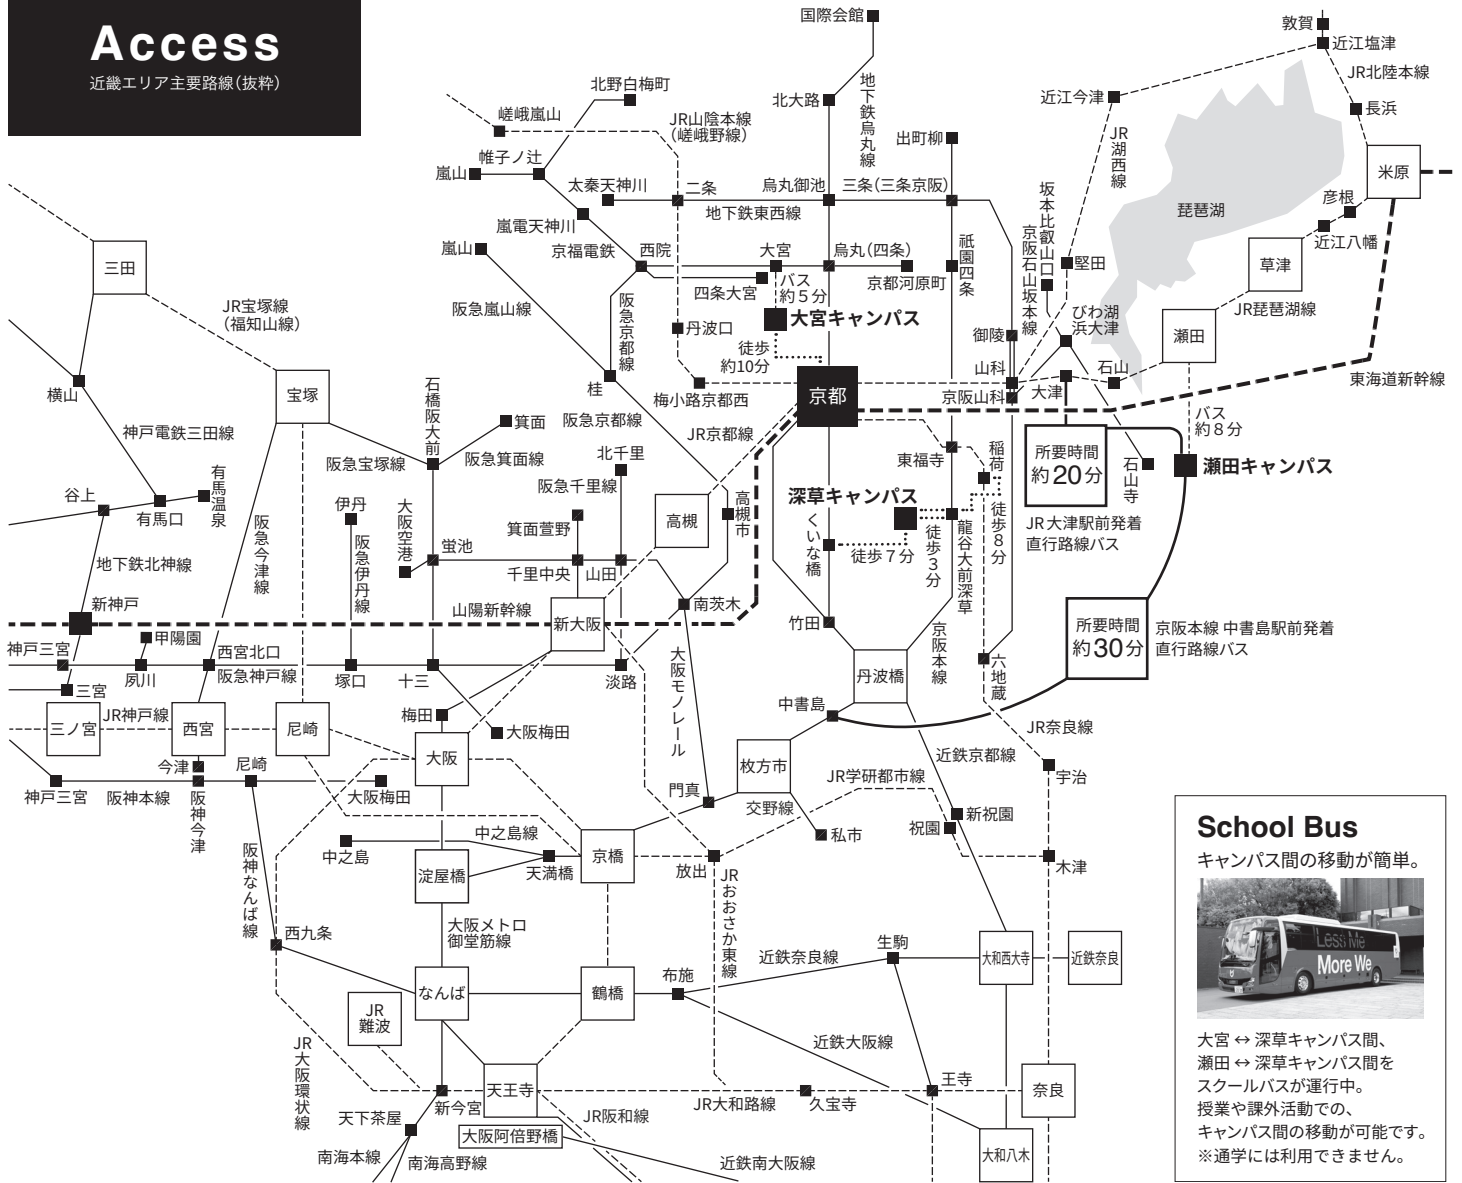 Access
近畿エリア主要路線（抜粋）
国際会館
敦賀
近江塩津
JR北陸本線
長浜
近江今津
JR湖西線
米原
彦根
近江八幡
琵琶湖
草津
JR琵琶湖線
瀬田
東海道新幹線
北野白梅町
嵯峨嵐山
JR山陰本線
（嵯峨野線）
北大路
地下鉄烏丸線
出町柳
帷子ノ辻
嵐山
太秦天神川
二条
烏丸御池
三条（三条京阪）
地下鉄東西線
嵐電天神川
嵐山
京福電鉄
西院
大宮
烏丸（四条）
祇園四条
京都河原町
四条大宮
バス
約５分
大宮キャンパス
坂本比叡山口
京阪石山坂本線
堅田
びわ湖
浜大津
阪急嵐山線
阪急京都線
丹波口
徒歩
約10分
御陵
山科
大津
石山
京阪山科
桂
梅小路京都西
京都
三田
JR宝塚線
（福知山線）
横山
宝塚
神戸電鉄三田線
石橋阪大前
箕面
阪急京都線
JR京都線
阪急宝塚線
阪急箕面線
北千里
阪急千里線
東福寺
稲荷
所要時間
約20分
石山寺
バス
約８分
瀬田キャンパス
JR大津駅前発着
直行路線バス
谷上
有馬口
有馬温泉
阪急今津線
伊丹
阪急伊丹線
大阪空港
蛍池
箕面萱野
千里中央
山田
高槻
高槻市
深草キャンパス
くいな橋
徒歩７分
徒歩３分
龍谷大前深草
徒歩８分
地下鉄北神線
新神戸
山陽新幹線
新大阪
南茨木
竹田
京阪本線
六地蔵
所要時間
約30分
京阪本線 中書島駅前発着
直行路線バス
神戸三宮
甲陽園
夙川
西宮北口
阪急神戸線
塚口
十三
淡路
大阪モノレール
丹波橋
中書島
三宮
三ノ宮
JR神戸線
西宮
尼崎
梅田
大阪梅田
大阪
枚方市
近鉄京都線
JR奈良線
宇治
神戸三宮
阪神本線
今津
阪神今津
尼崎
大阪梅田
門真
交野線
私市
JR学研都市線
新祝園
祝園
木津
中之島
中之島線
淀屋橋
天満橋
京橋
放出
JRおおさか東線
阪神なんば線
西九条
大阪メトロ
御堂筋線
なんば
鶴橋
布施
近鉄奈良線
生駒
大和西大寺
近鉄奈良
JR
難波
JR大阪環状線
近鉄大阪線
天王寺
新今宮
JR大和路線
久宝寺
王寺
奈良
天下茶屋
JR阪和線
大阪阿倍野橋
南海本線
南海高野線
近鉄南大阪線
大和八木
School Bus
キャンパス間の移動が簡単。
Less Me
More We
大宮 ↔ 深草キャンパス間、
瀬田 ↔ 深草キャンパス間を
スクールバスが運行中。
授業や課外活動での、
キャンパス間の移動が可能です。
※通学には利用できません。